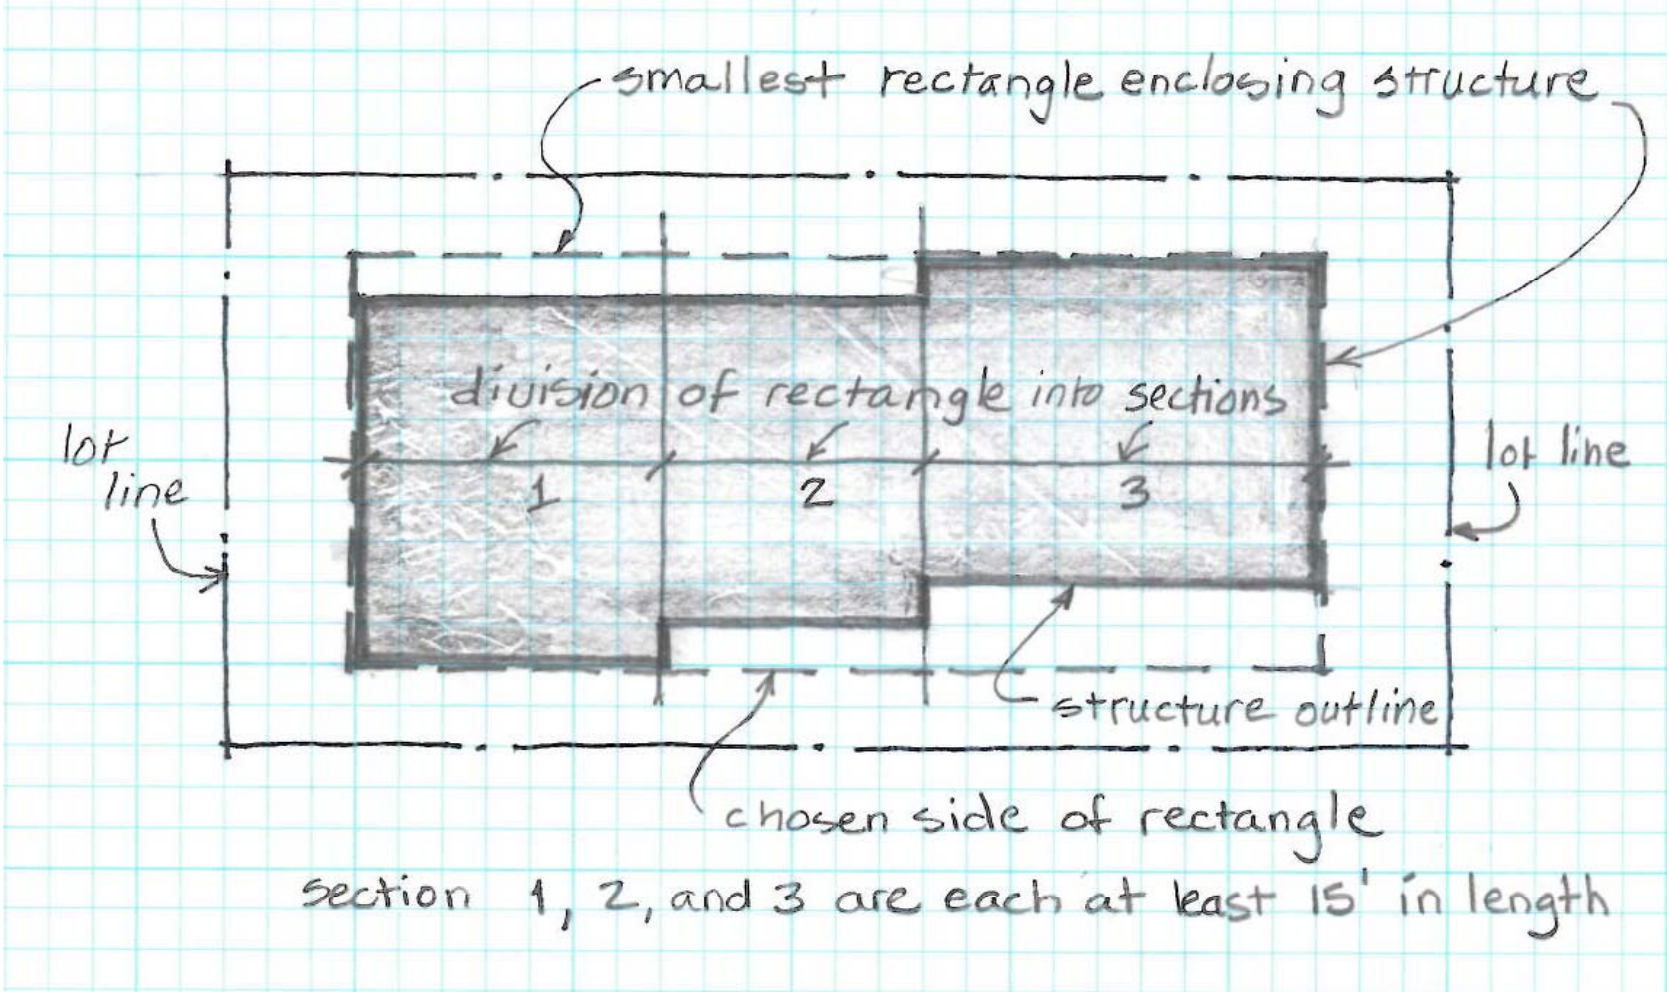 smallest rectangle enclosing structure
division of rectangle into sections
lot
line
lot line
1
2
3
structure outline
chosen side of rectangle
section 1, 2, and 3 are each at least 15' in length